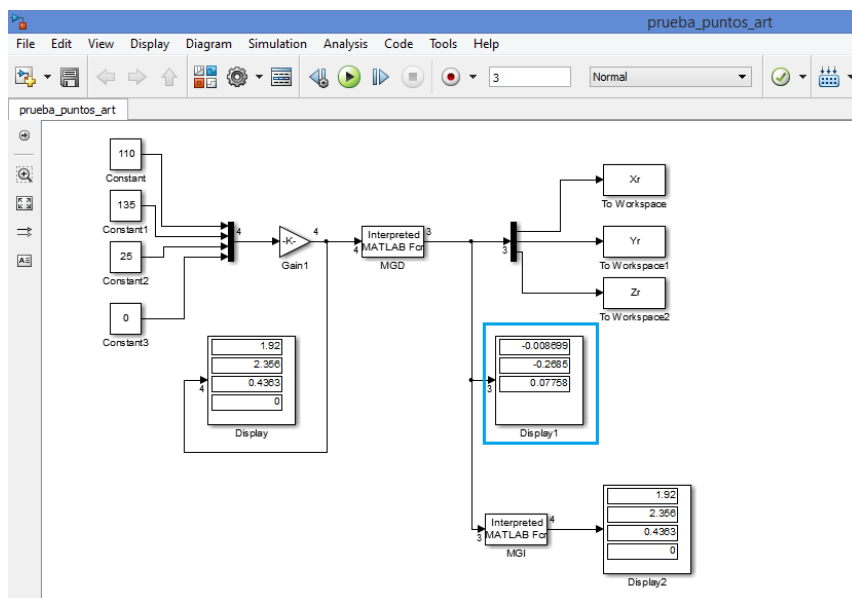 prueba_puntos_art
File Edit View Display Diagram Simulation Analysis Code Tools Help
3 Normal
prueba_puntos_art
110
Constant
135
Constant1
25
Constant2
0
Constant3
4
-K-
4
Gain1
4
Interpreted
MATLAB Fcr
3
MGD
3
Xr
To Workspace
Yr
To Workspace1
Zr
To Workspace2
4
1.92
2.356
0.4363
0
Display
3
-0.008699
-0.2685
0.07758
Display1
3
Interpreted
MATLAB Fcr
4
MGI
1.92
2.356
0.4363
0
Display2